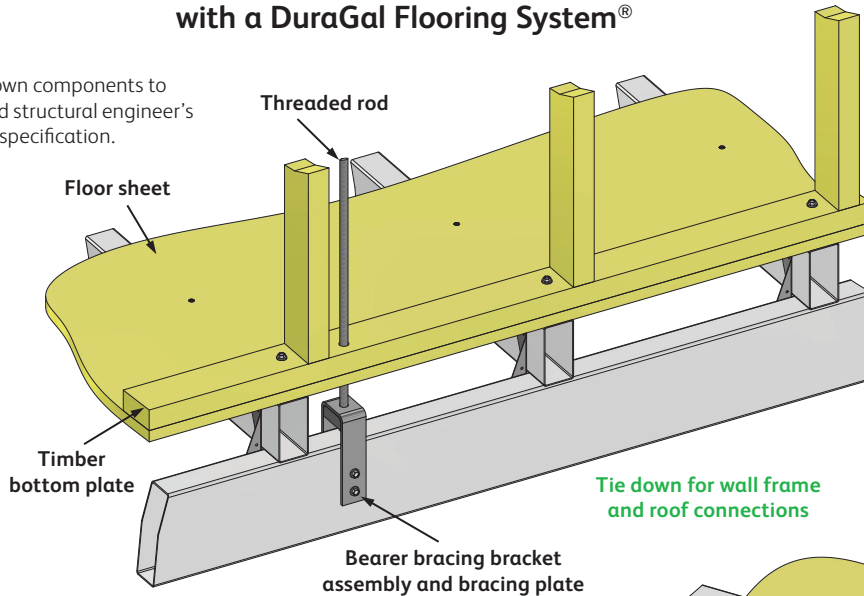 with a DuraGal Flooring System®
own components to
d structural engineer's
specification.
Threaded rod
Floor sheet
Timber
bottom plate
Tie down for wall frame
and roof connections
Bearer bracing bracket
assembly and bracing plate